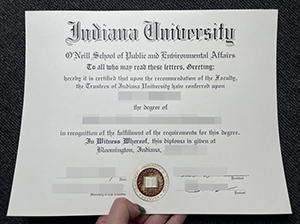 Indiana University
O'Neill School of Public and Environmental Affairs
To all who may read these letters, Greeting:
hereby it is certified that upon the recommendation of the Faculty,
the Trustees of Indiana University have conferred upon
the degree of
in recognition of the fulfillment of the requirements for this degree.
In Witness Whereof, this diploma is given at
Bloomington, Indiana,